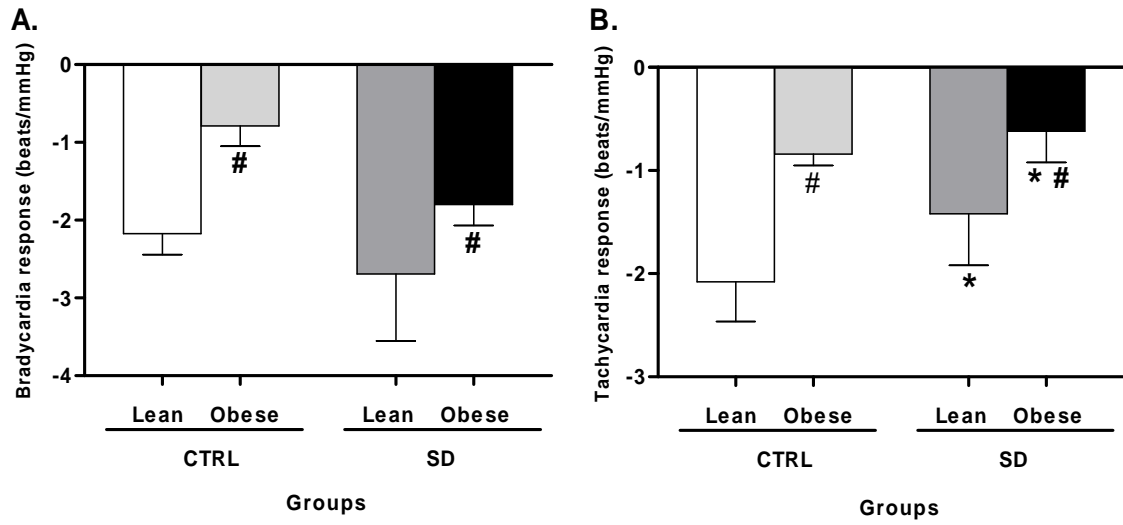 A.
Bradycardia response (beats/mmHg)
0
-1
-2
-3
-4
#
#
Lean Obese Lean Obese
CTRL SD
Groups
B.
Tachycardia response (beats/mmHg)
0
-1
-2
-3
#
* #
*
Lean Obese Lean Obese
CTRL SD
Groups